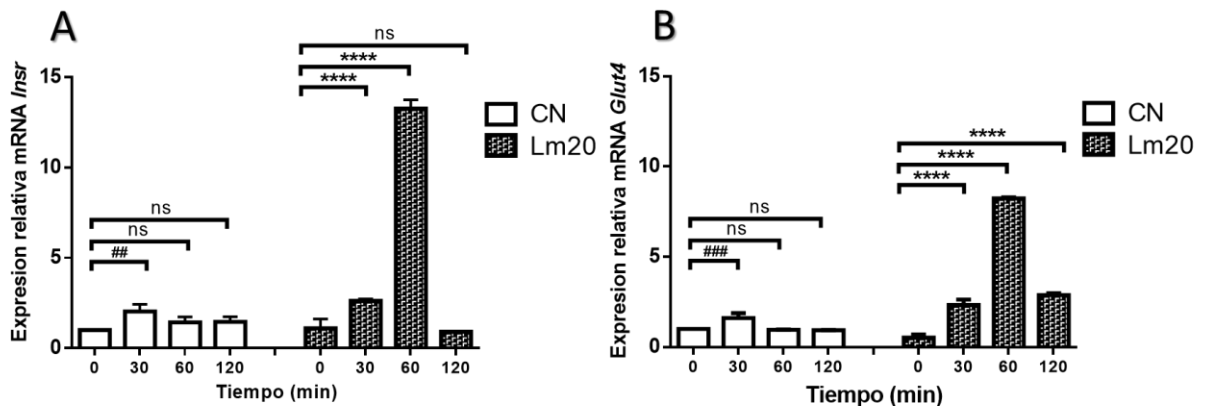 A
Expresion relativa mRNA Insr
15
10
5
0
ns
ns
##
ns
****
****
CN
Lm20
0 30 60 120 0 30 60 120
Tiempo (min)
B
Expresion relativa mRNA Glut4
15
10
5
0
ns
ns
###
****
****
****
CN
Lm20
0 30 60 120 0 30 60 120
Tiempo (min)